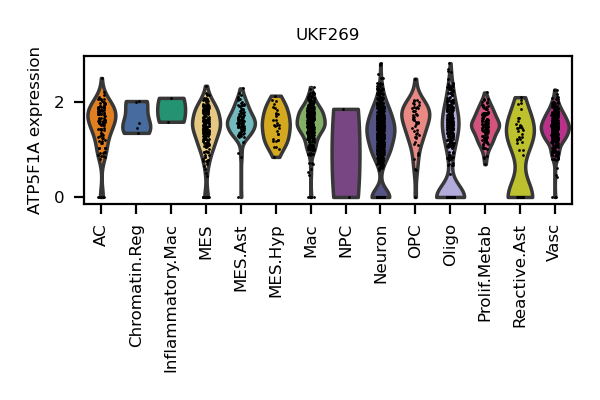 UKF269
ATP5F1A expression
2
0
AC
Chromatin.Reg
Inflammatory.Mac
MES
MES.Ast
MES.Hyp
Mac
NPC
Neuron
OPC
Oligo
Prolif.Metab
Reactive.Ast
Vasc